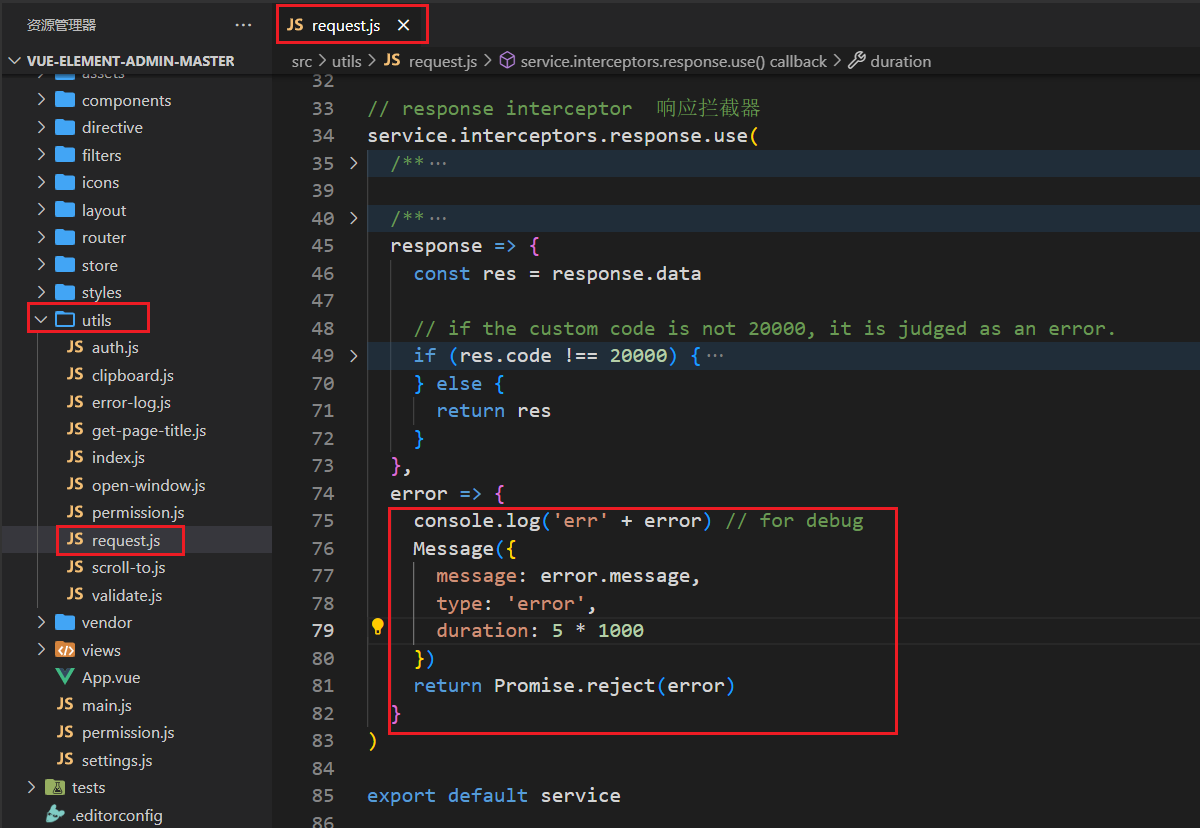 资源管理器 ···
VUE-ELEMENT-ADMIN-MASTER
assets
components
directive
filters
icons
layout
router
store
styles
utils
JS auth.js
JS clipboard.js
JS error-log.js
JS get-page-title.js
JS index.js
JS open-window.js
JS permission.js
JS request.js
JS scroll-to.js
JS validate.js
vendor
views
App.vue
JS main.js
JS permission.js
JS settings.js
tests
.editorconfig
JS request.js ×
src > utils > JS request.js > service.interceptors.response.use() callback > duration
32
33 // response interceptor 响应拦截器
34 service.interceptors.response.use(
35 > /** ···
39
40 > /** ···
45 response => {
46 const res = response.data
47
48 // if the custom code is not 20000, it is judged as an error.
49 > if (res.code !== 20000) { ···
70 } else {
71 return res
72 }
73 },
74 error => {
75 console.log('err' + error) // for debug
76 Message({
77 message: error.message,
78 type: 'error',
79 duration: 5 * 1000
80 })
81 return Promise.reject(error)
82 }
83 )
84
85 export default service
86